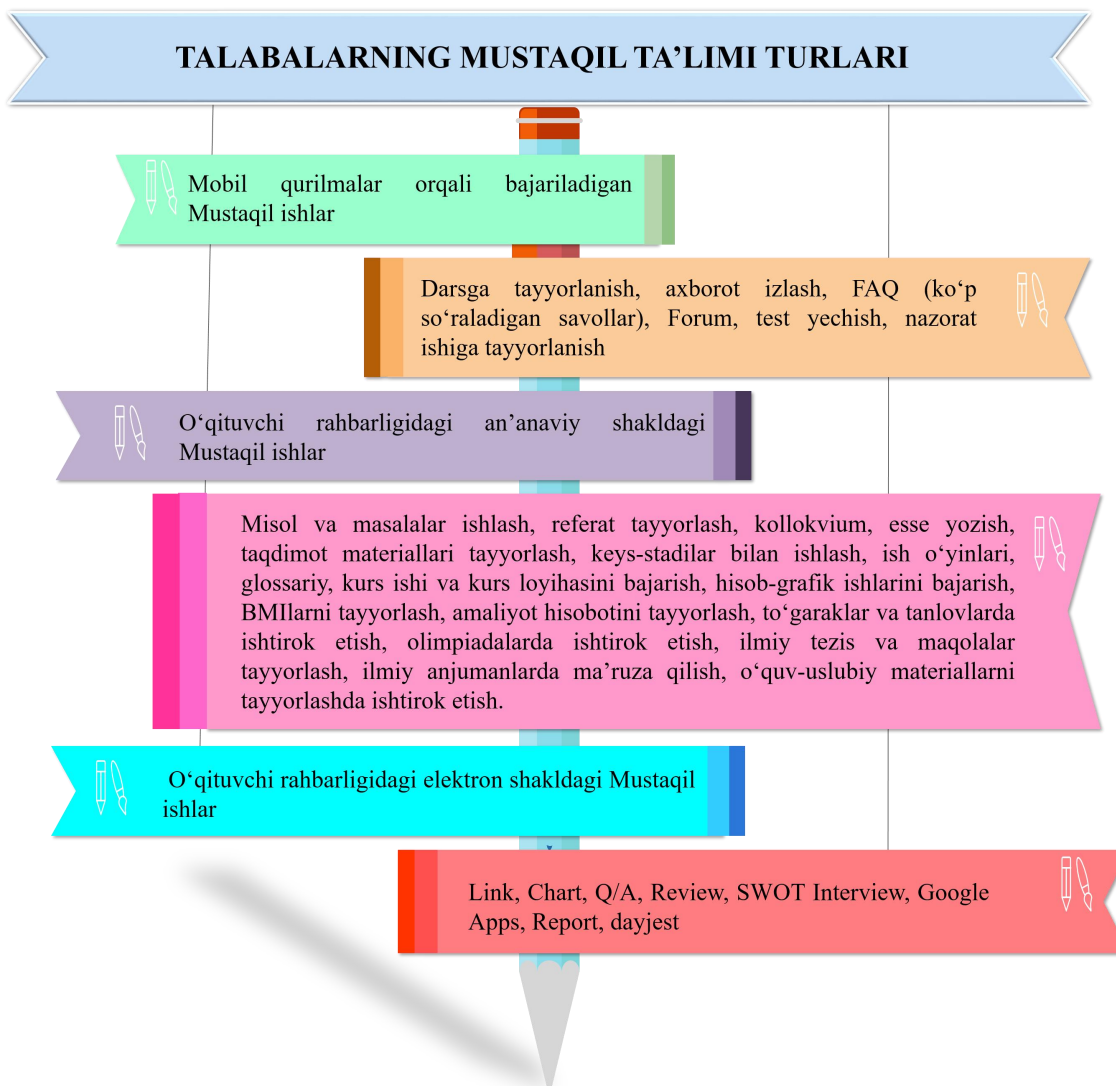 TALABALARNING MUSTAQIL TA’LIMI TURLARI
Mobil qurilmalar orqali bajariladigan
Mustaqil ishlar
Darsga tayyorlanish, axborot izlash, FAQ (ko‘p
so‘raladigan savollar), Forum, test yechish, nazorat
ishiga tayyorlanish
O‘qituvchi rahbarligidagi an’anaviy shakldagi
Mustaqil ishlar
Misol va masalalar ishlash, referat tayyorlash, kollokvium, esse yozish,
taqdimot materiallari tayyorlash, keys-stadilar bilan ishlash, ish o‘yinlari,
glossariy, kurs ishi va kurs loyihasini bajarish, hisob-grafik ishlarini bajarish,
BMIlarni tayyorlash, amaliyot hisobotini tayyorlash, to‘garaklar va tanlovlarda
ishtirok etish, olimpiadalarda ishtirok etish, ilmiy tezis va maqolalar
tayyorlash, ilmiy anjumanlarda ma’ruza qilish, o‘quv-uslubiy materiallarni
tayyorlashda ishtirok etish.
O‘qituvchi rahbarligidagi elektron shakldagi Mustaqil
ishlar
Link, Chart, Q/A, Review, SWOT Interview, Google
Apps, Report, dayjest